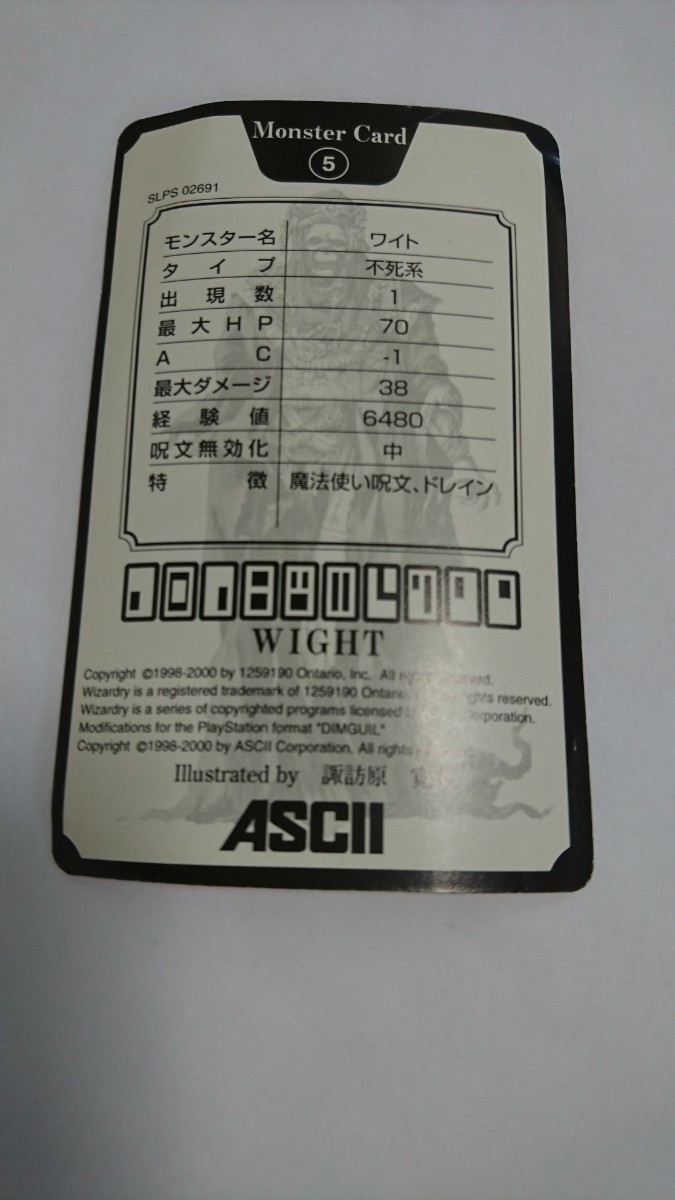 Monster Card
5
SLPS 02691
モンスター名 ワイト
タイプ 不死系
出現数 1
最大HP 70
AC -1
最大ダメージ 38
経験値 6480
呪文無効化 中
特徴 魔法使い呪文、ドレイン
WIGHT
Copyright ©1998-2000 by 1259190 Ontario, Inc. All
Wizardry is a registered trademark of 1259190 reserved.
Wizardry is a series of copyrighted programs licensed
Modifications for the PlayStation format "DIMGUIL"
Copyright ©1998-2000 by ASCII Corporation. All rights
Illustrated by 諏訪原
ASCII